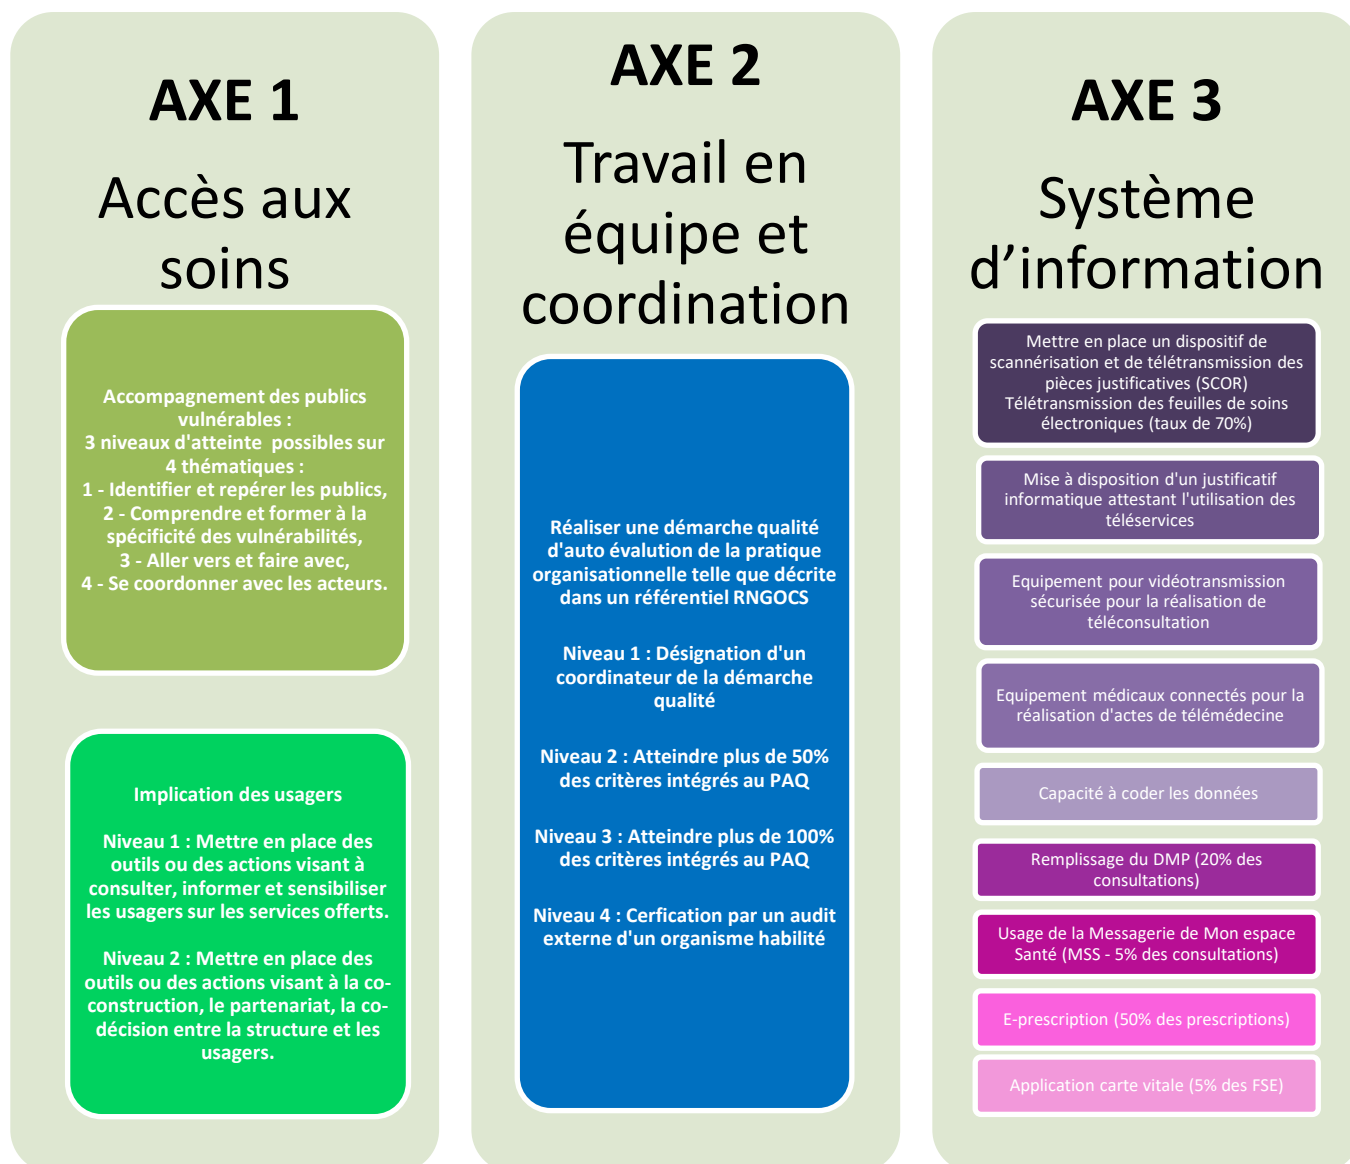 AXE 1
Accès aux
soins
Accompagnement des publics
vulnérables :
3 niveaux d'atteinte  possibles sur
4 thématiques :
1 - Identifier et repérer les publics,
2 - Comprendre et former à la
spécificité des vulnérabilités,
3 - Aller vers et faire avec,
4 - Se coordonner avec les acteurs.
Implication des usagers
Niveau 1 : Mettre en place des
outils ou des actions visant à
consulter, informer et sensibiliser
les usagers sur les services offerts.
Niveau 2 : Mettre en place des
outils ou des actions visant à la co-
construction, le partenariat, la co-
décision entre la structure et les
usagers.
AXE 2
Travail en
équipe et
coordination
Réaliser une démarche qualité
d'auto évalution de la pratique
organisationnelle telle que décrite
dans un référentiel RNGOCS
Niveau 1 : Désignation d'un
coordinateur de la démarche
qualité
Niveau 2 : Atteindre plus de 50%
des critères intégrés au PAQ
Niveau 3 : Atteindre plus de 100%
des critères intégrés au PAQ
Niveau 4 : Cerfication par un audit
externe d'un organisme habilité
AXE 3
Système
d’information
Mettre en place un dispositif de
scannérisation et de télétransmission des
pièces justificatives (SCOR)
Télétransmission des feuilles de soins
électroniques (taux de 70%)
Mise à disposition d'un justificatif
informatique attestant l'utilisation des
téléservices
Equipement pour vidéotransmission
sécurisée pour la réalisation de
téléconsultation
Equipement médicaux connectés pour la
réalisation d'actes de télémédecine
Capacité à coder les données
Remplissage du DMP (20% des
consultations)
Usage de la Messagerie de Mon espace
Santé (MSS - 5% des consultations)
E-prescription (50% des prescriptions)
Application carte vitale (5% des FSE)